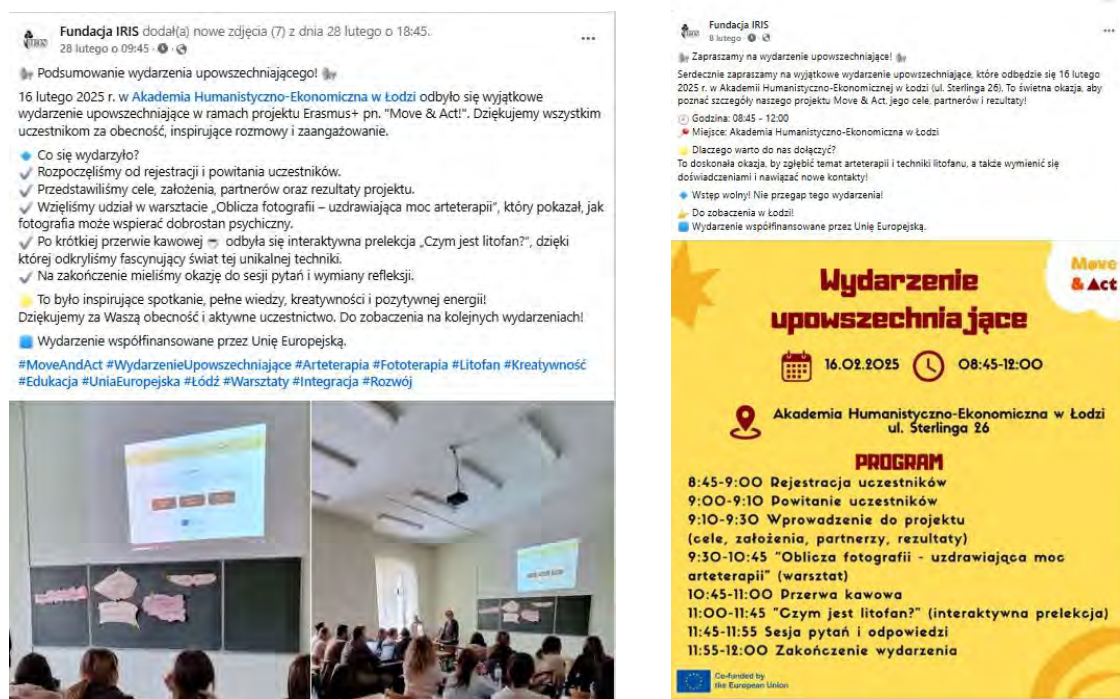 Fundacja IRIS dodał(a) nowe zdjęcia (7) z dnia 28 lutego o 18:45.
28 lutego o 09:45 ·
Podsumowanie wydarzenia upowszechniającego!
16 lutego 2025 r. w Akademia Humanistyczno-Ekonomiczna w Łodzi odbyło się wyjątkowe
wydarzenie upowszechniające w ramach projektu Erasmus+ pn. "Move & Act!". Dziękujemy wszystkim
uczestnikom za obecność, inspirujące rozmowy i zaangażowanie.
Co się wydarzyło?
Rozpoczęliśmy od rejestracji i powitania uczestników.
Przedstawiliśmy cele, założenia, partnerów oraz rezultaty projektu.
Wzięliśmy udział w warsztacie „Oblicza fotografii – uzdrawiająca moc arteterapii", który pokazał, jak
fotografia może wspierać dobrostan psychiczny.
Po krótkiej przerwie kawowej odbyła się interaktywna prelekcja „Czym jest litofan?", dzięki
której odkryliśmy fascynujący świat tej unikalnej techniki.
Na zakończenie mieliśmy okazję do sesji pytań i wymiany refleksji.
To było inspirujące spotkanie, pełne wiedzy, kreatywności i pozytywnej energii!
Dziękujemy za Waszą obecność i aktywne uczestnictwo. Do zobaczenia na kolejnych wydarzeniach!
Wydarzenie współfinansowane przez Unię Europejską.
#MoveAndAct #WydarzenieUpowszechniające #Arteterapia #Fototerapia #Litofan #Kreatywność
#Edukacja #UniaEuropejska #Łódź #Warsztaty #Integracja #Rozwój
Fundacja IRIS
8 lutego ·
Zapraszamy na wydarzenie upowszechniające!
Serdecznie zapraszamy na wyjątkowe wydarzenie upowszechniające, które odbędzie się 16 lutego
2025 r. w Akademii Humanistycznej w Łodzi (ul. Sterlinga 26). To świetna okazja, aby
poznać szczegóły naszego projektu Move & Act, jego cele, partnerów i rezultaty!
Godzina: 08:45 - 12:00
Miejsce: Akademia Humanistyczno-Ekonomiczna w Łodzi
Dlaczego warto do nas dołączyć?
To doskonała okazja, by zgłębić temat arteterapii i techniki litofanu, a także wymienić się
doświadczeniami i nawiązać nowe kontakty!
Wstęp wolny! Nie przegap tego wydarzenia!
Do zobaczenia w Łodzi!
Wydarzenie współfinansowane przez Unię Europejską.
Move
& Act
Wydarzenie
upowszechniające
16.02.2025 08:45-12:00
Akademia Humanistyczno-Ekonomiczna w Łodzi
ul. Sterlinga 26
PROGRAM
8:45-9:00 Rejestracja uczestników
9:00-9:10 Powitanie uczestników
9:10-9:30 Wprowadzenie do projektu
(cele, założenia, partnerzy, rezultaty)
9:30-10:45 "Oblicza fotografii - uzdrawiająca moc
arteterapii" (warsztat)
10:45-11:00 Przerwa kawowa
11:00-11:45 "Czym jest litofan?" (interaktywna prelekcja)
11:45-11:55 Sesja pytań i odpowiedzi
11:55-12:00 Zakończenie wydarzenia
Co-funded by
the European Union